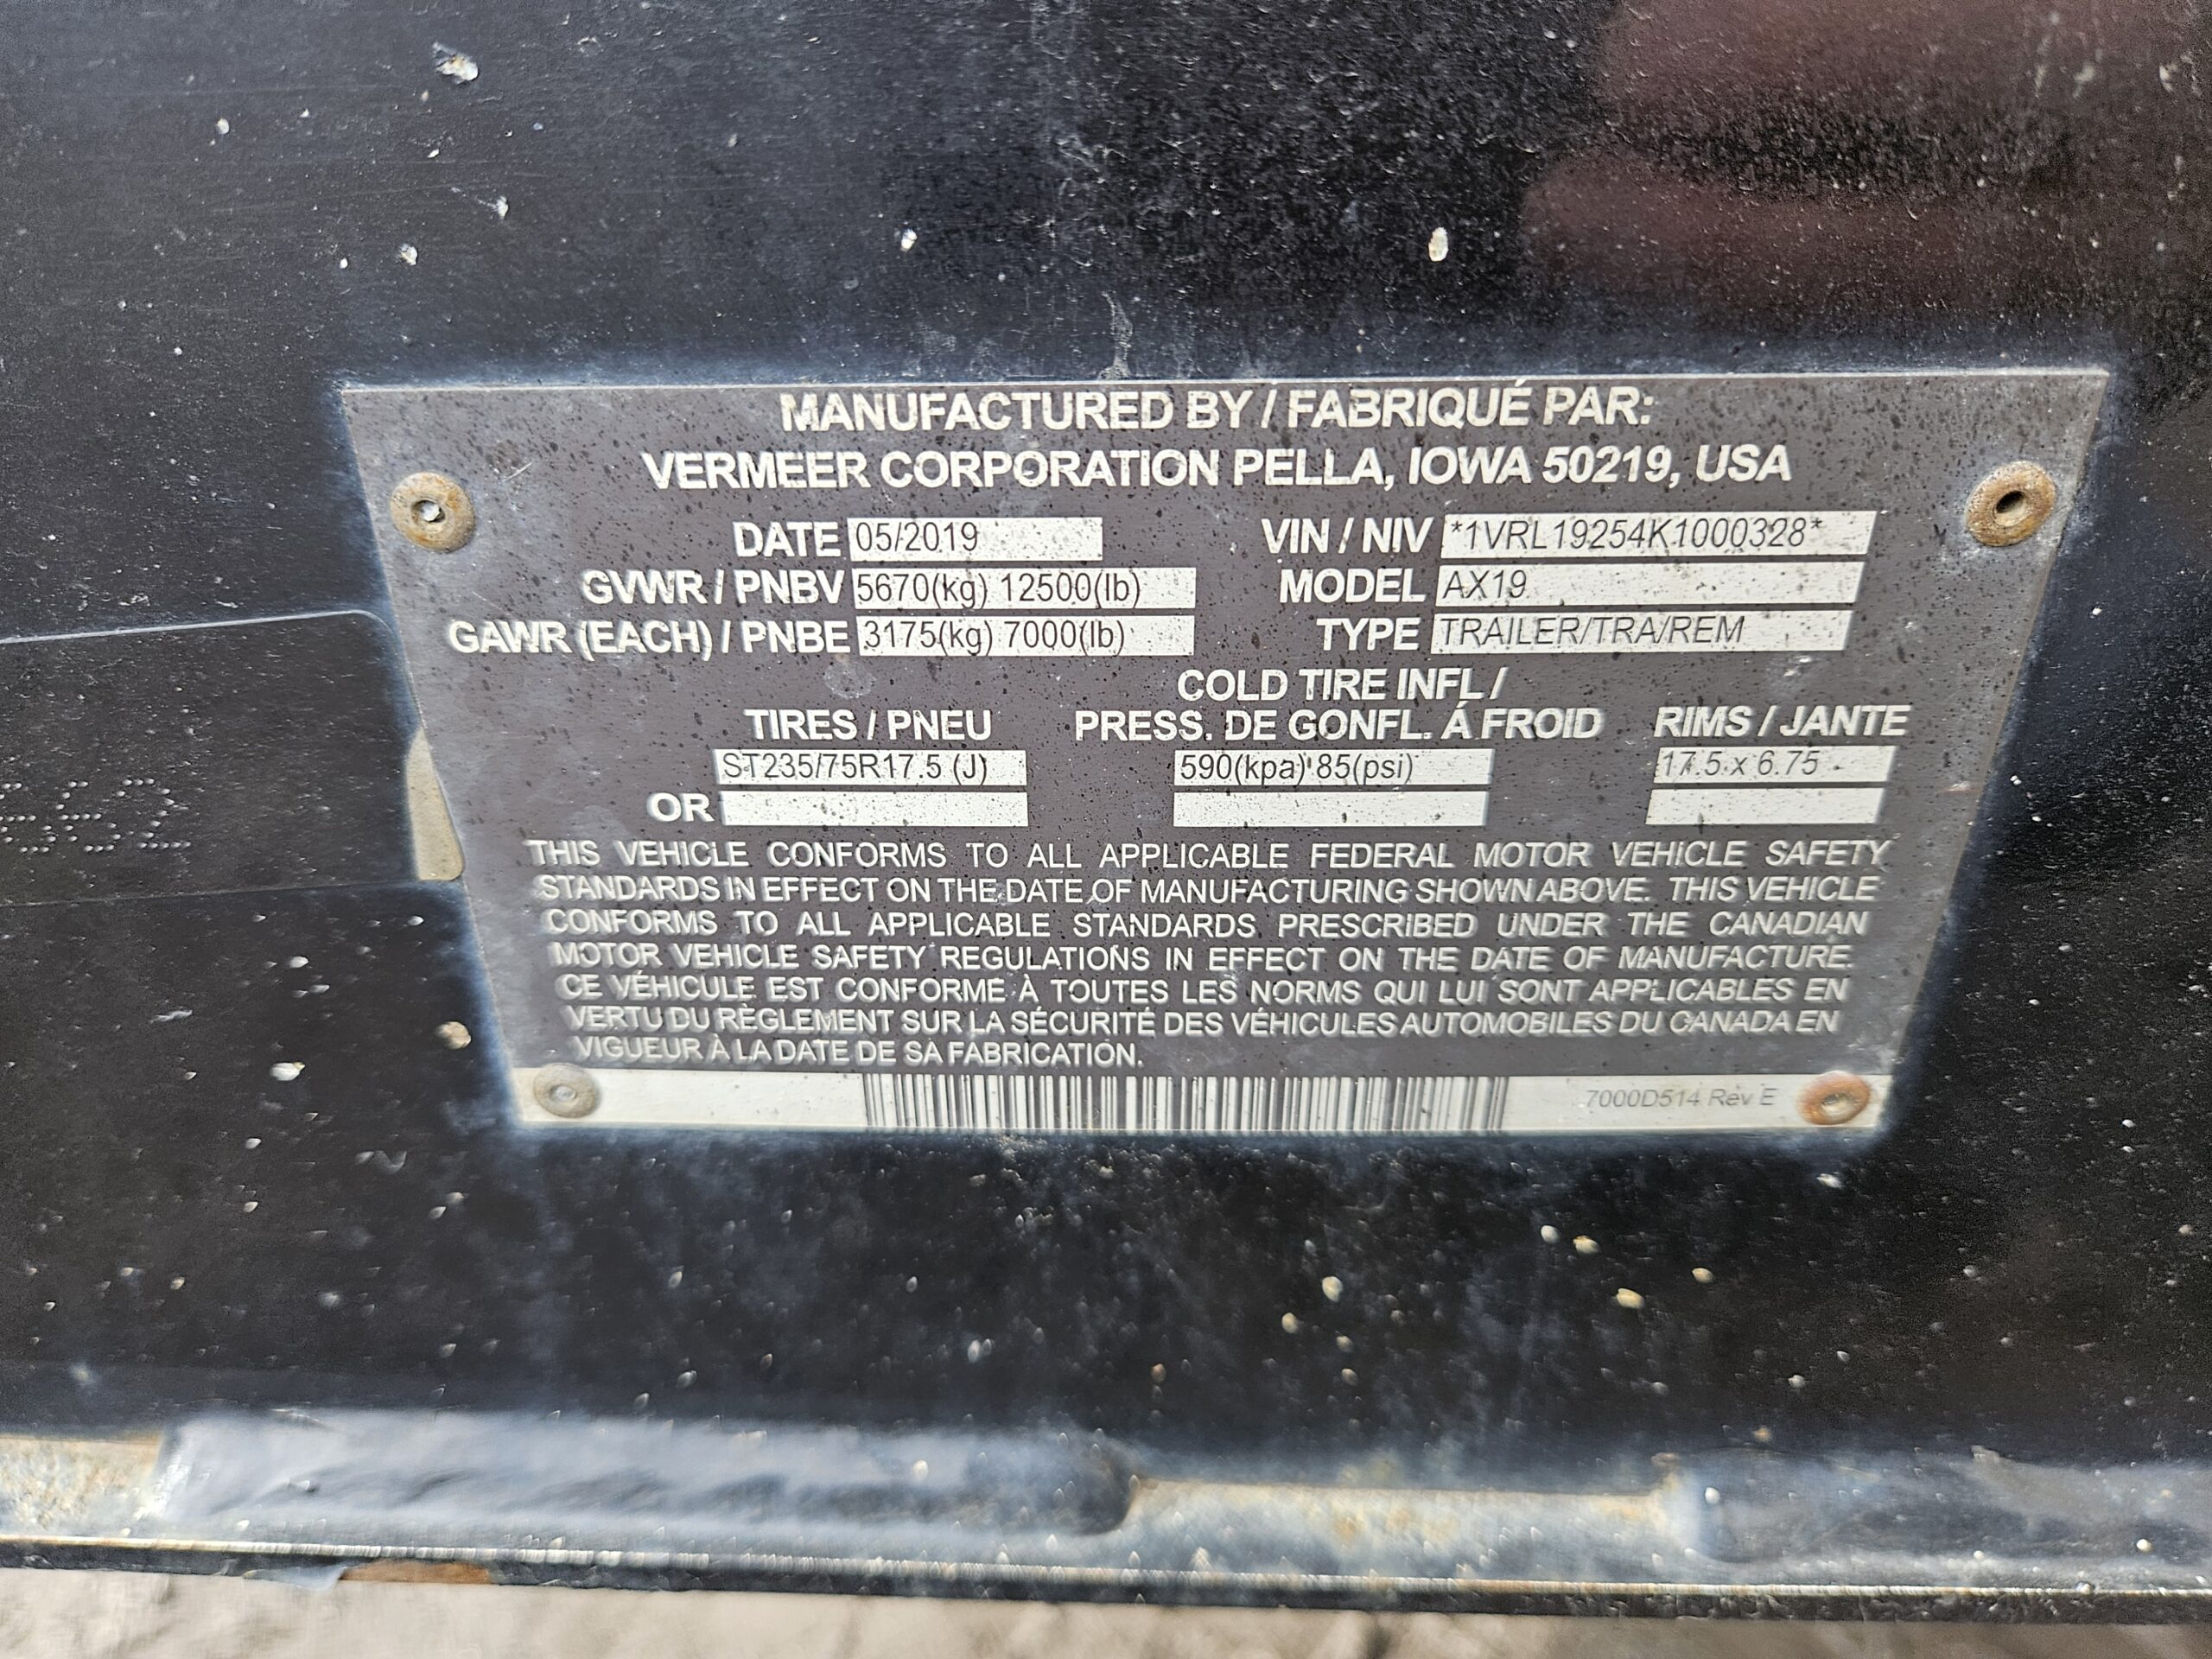 MANUFACTURED BY / FABRIQUÉ PAR:
VERMEER CORPORATION PELLA, IOWA 50219, USA
DATE 05/2019 VIN / NIV *1VRL19254K1000328*
GVWR / PNBV 5670(kg) 12500(lb) MODEL AX19
GAWR (EACH) / PNBE 3175(kg) 7000(lb) TYPE TRAILER/TRA/REM
COLD TIRE INFL /
TIRES / PNEU PRESS. DE GONFL. Á FROID RIMS / JANTE
ST235/75R17.5 (J) 590(kpa) 85(psi) 17.5 x 6.75
OR
THIS VEHICLE CONFORMS TO ALL APPLICABLE FEDERAL MOTOR VEHICLE SAFETY
STANDARDS IN EFFECT ON THE DATE OF MANUFACTURING SHOWN ABOVE. THIS VEHICLE
CONFORMS TO ALL APPLICABLE STANDARDS PRESCRIBED UNDER THE CANADIAN
MOTOR VEHICLE SAFETY REGULATIONS IN EFFECT ON THE DATE OF MANUFACTURE.
CE VÉHICULE EST CONFORME À TOUTES LES NORMS QUI LUI SONT APPLICABLES EN
VERTU DU RÈGLEMENT SUR LA SÉCURITÉ DES VÉHICULES AUTOMOBILES DU CANADA EN
VIGUEUR À LA DATE DE SA FABRICATION.
7000D514 Rev E